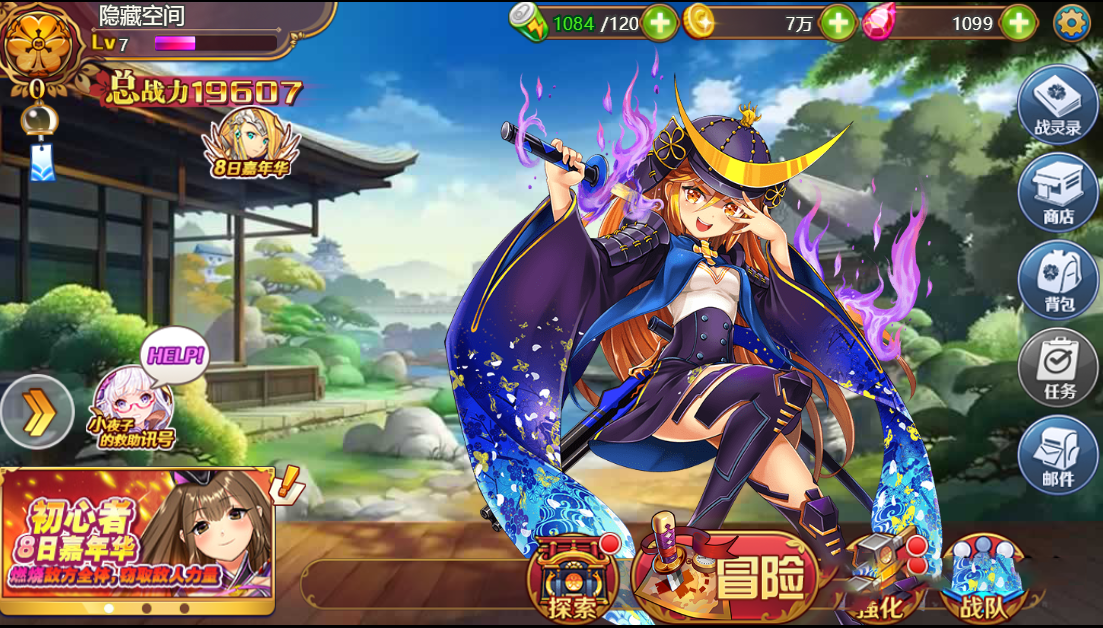 隐藏空间
1084 /120
7万
1099
Lv7
0
总战力19607
8日嘉年华
战灵录
商店
背包
任务
邮件
HELP!
小夜子
的救助讯号
初心者
8日嘉年华
燃烧敌方全体,窃取敌人力量
探索
冒险
强化
战队